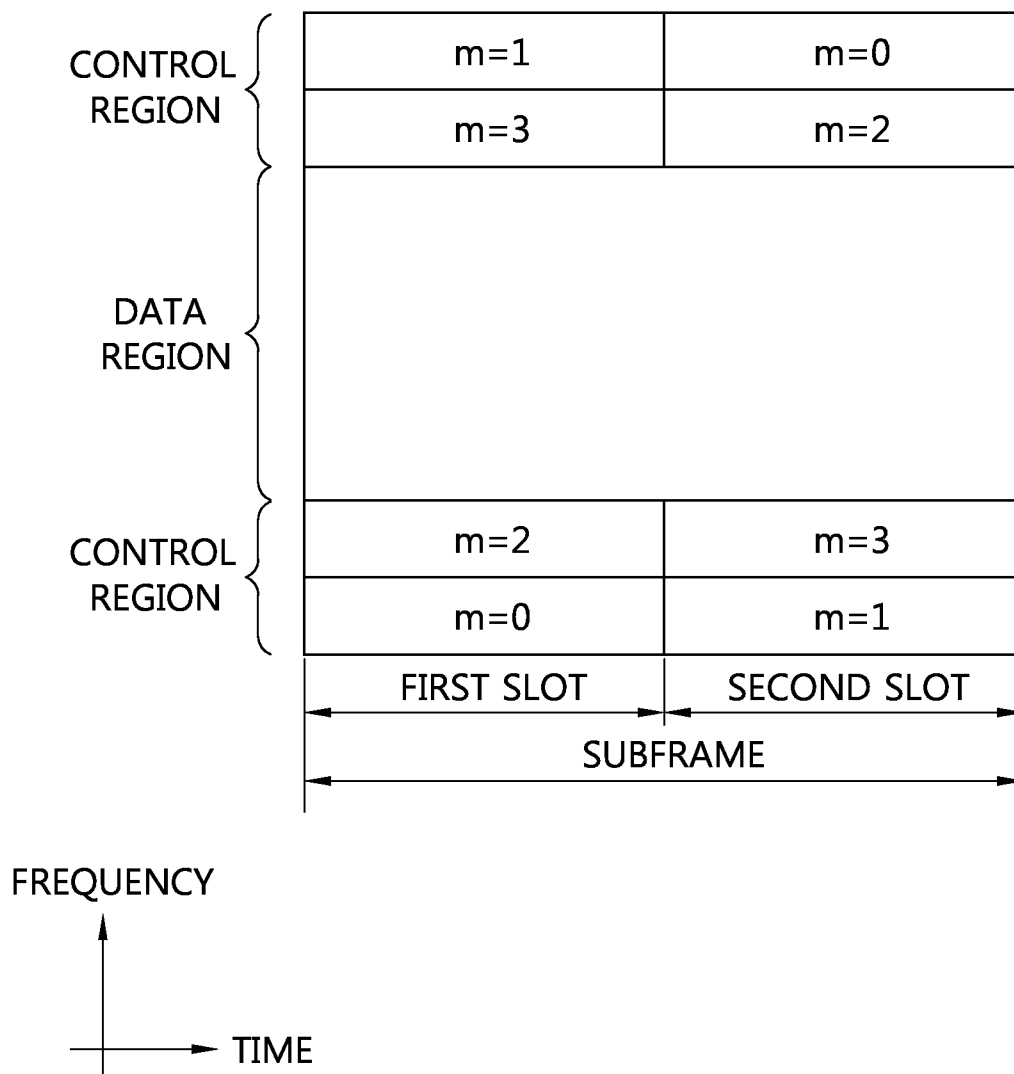 CONTROL
REGION
m=1
m=0
m=3
m=2
DATA
REGION
CONTROL
REGION
m=2
m=3
m=0
m=1
FIRST SLOT
SECOND SLOT
SUBFRAME
FREQUENCY
TIME